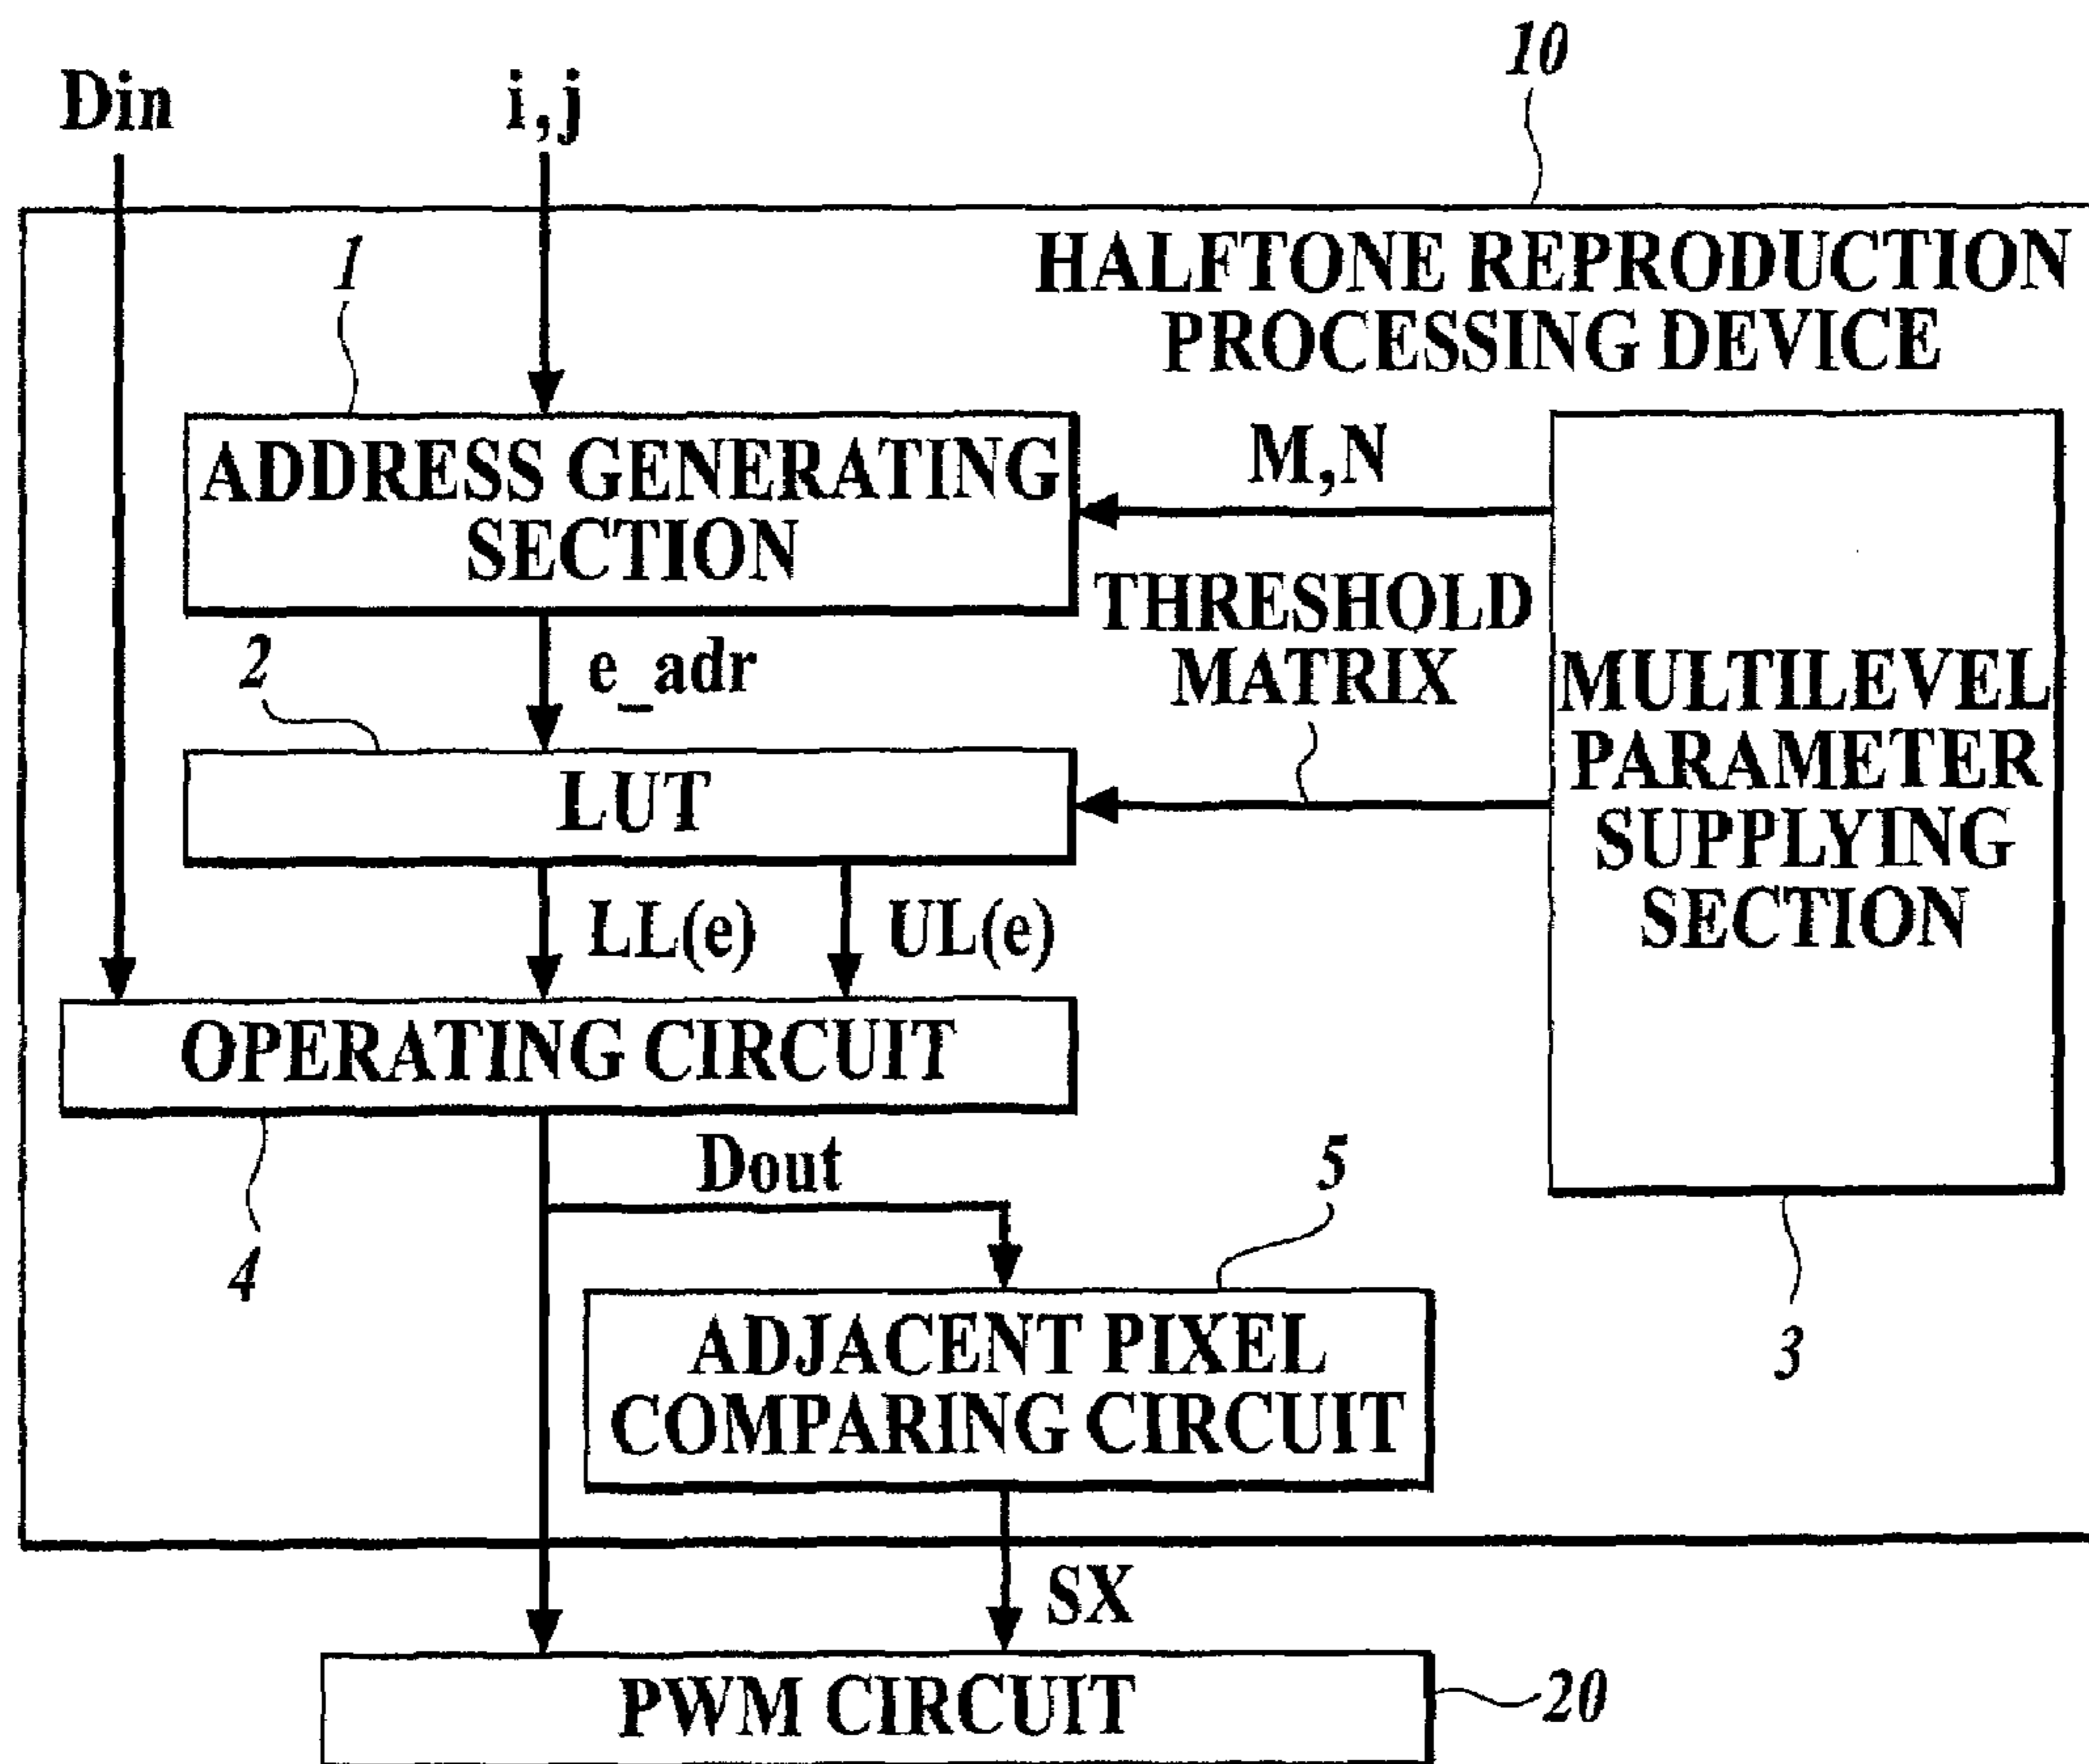 10
Din
i,j
HALFTONE REPRODUCTION
PROCESSING DEVICE
1
ADDRESS GENERATING
SECTION
M,N
THRESHOLD
MATRIX
2
e_adr
LUT
MULTILEVEL
PARAMETER
SUPPLYING
SECTION
LL(e)
UL(e)
OPERATING CIRCUIT
4
Dout
5
3
ADJACENT PIXEL
COMPARING CIRCUIT
SX
PWM CIRCUIT
20